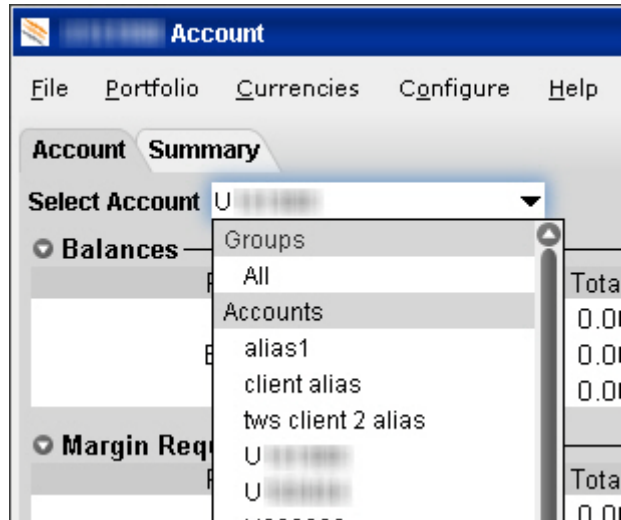 Account
File Portfolio Currencies Configure Help
Account Summary
Select Account U
Balances
Groups
All
Tota
Accounts
0.0
alias1
0.0
client alias
0.0
tws client 2 alias
Margin Requ
U
Tota
U